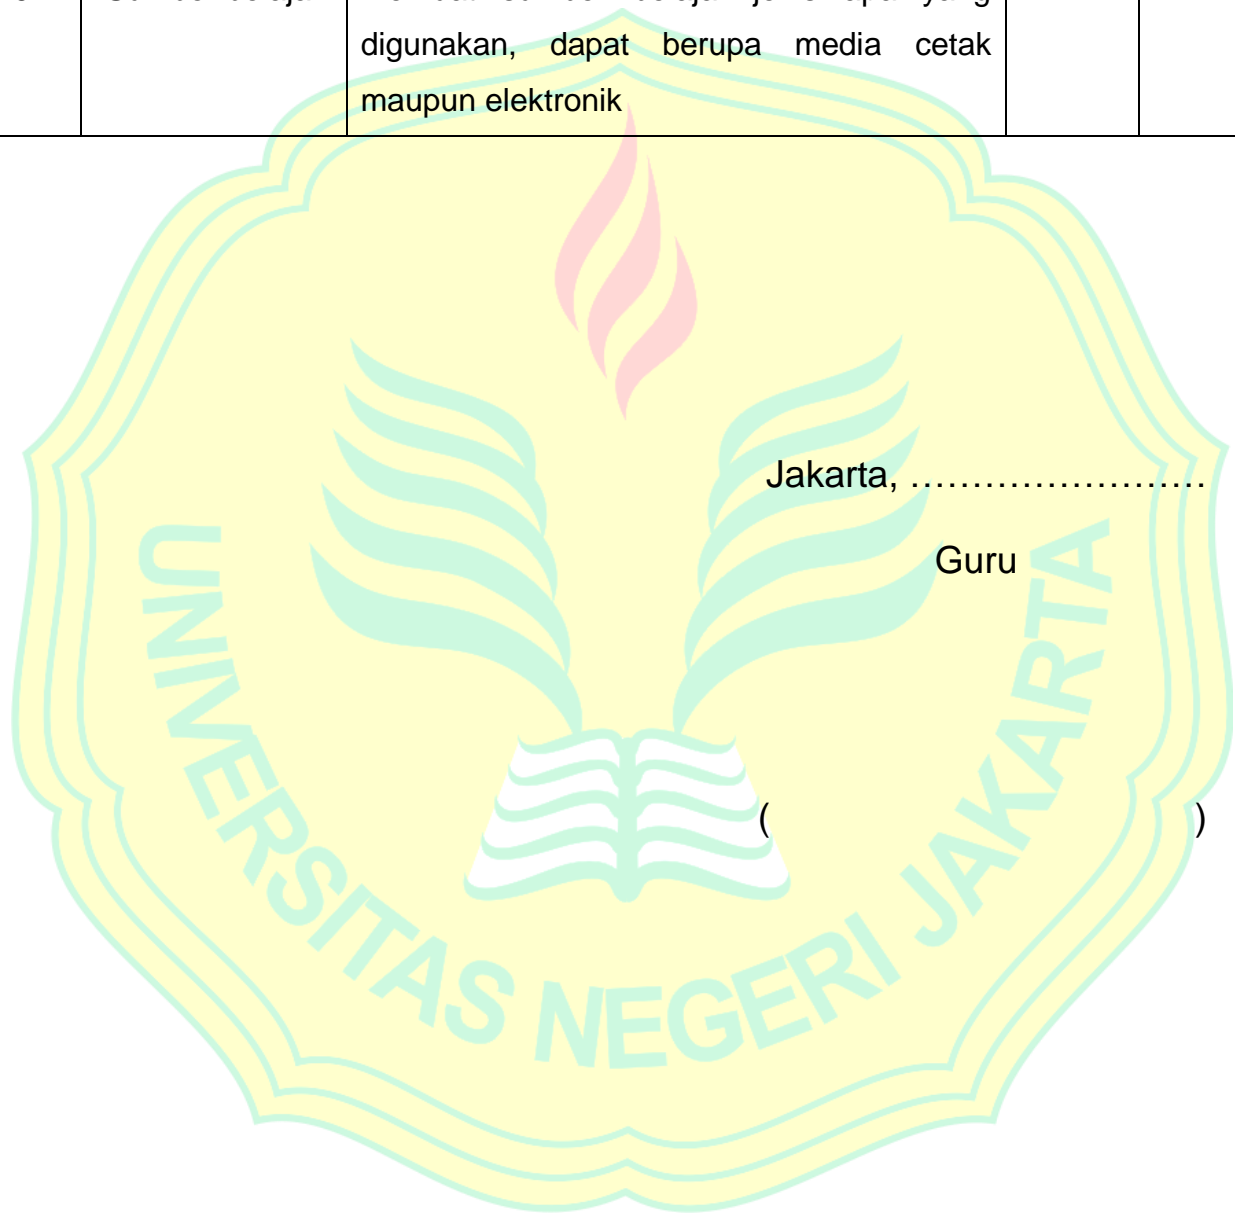 digunakan, dapat berupa media cetak
maupun elektronik
Jakarta, ……………………
Guru
( )
UNIVERSITAS NEGERI JAKARTA